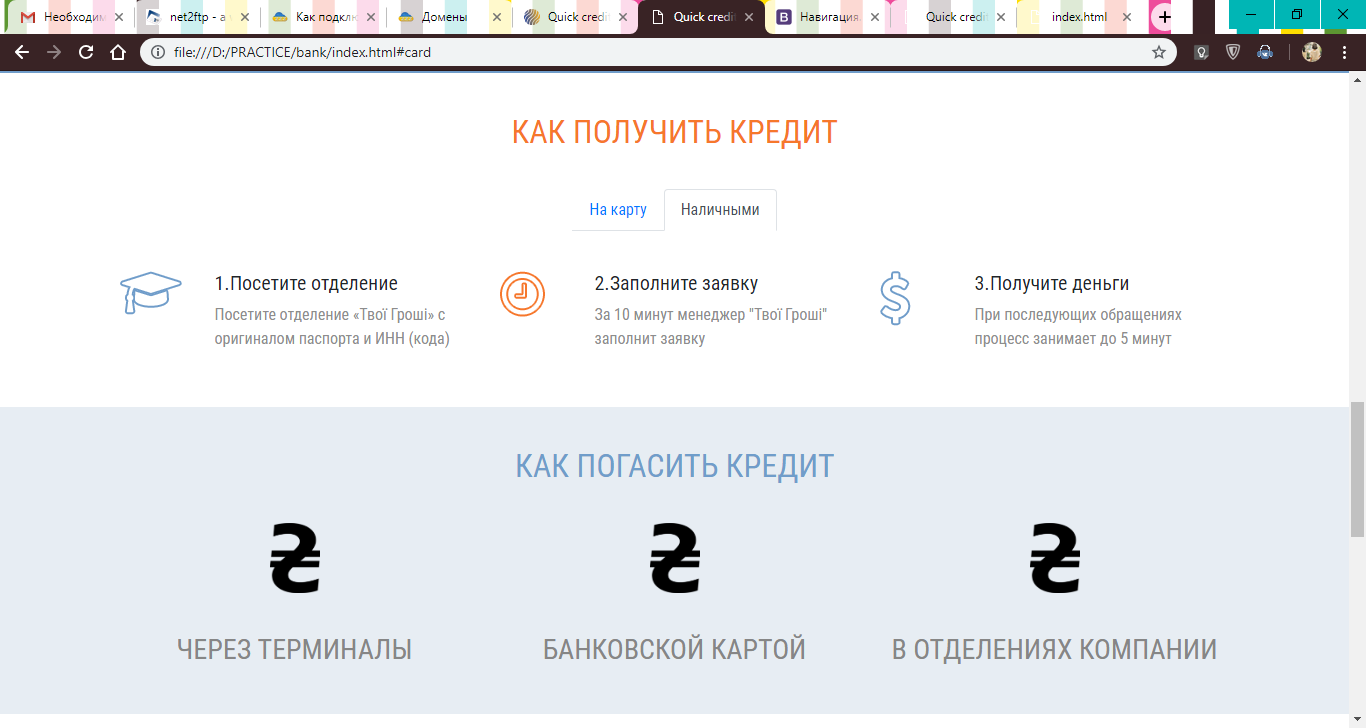 Необходим
net2ftp - a w
Как подклю
Домены
Quick credit
Quick credit
Навигация.
Quick credit
index.html
file:///D:/PRACTICE/bank/index.html#card
КАК ПОЛУЧИТЬ КРЕДИТ
На карту
Наличными
1.Посетите отделение
Посетите отделение «Твої Гроші» с
оригиналом паспорта и ИНН (кода)
2.Заполните заявку
За 10 минут менеджер "Твої Гроші"
заполнит заявку
3.Получите деньги
При последующих обращениях
процесс занимает до 5 минут
КАК ПОГАСИТЬ КРЕДИТ
₴ ₴ ₴
ЧЕРЕЗ ТЕРМИНАЛЫ
БАНКОВСКОЙ КАРТОЙ
В ОТДЕЛЕНИЯХ КОМПАНИИ